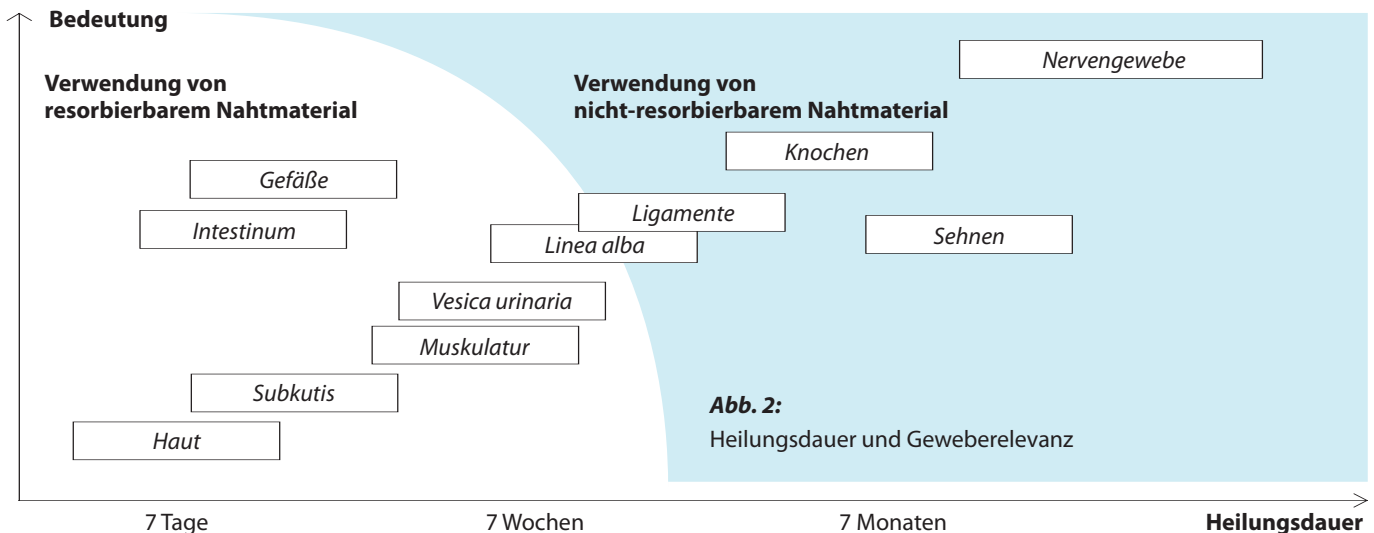 Bedeutung
Verwendung von
resorbierbarem Nahtmaterial
Verwendung von
nicht-resorbierbarem Nahtmaterial
Nervengewebe
Knochen
Gefäße
Ligamente
Intestinum
Linea alba
Sehnen
Vesica urinaria
Muskulatur
Subkutis
Haut
Abb. 2:
Heilungsdauer und Geweberelevanz
7 Tage
7 Wochen
7 Monaten
Heilungsdauer